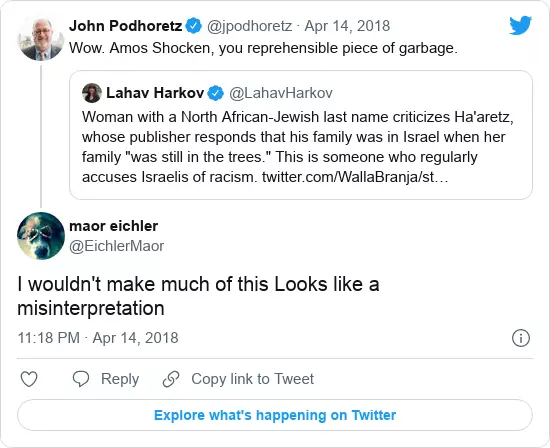 John Podhoretz @jpodhoretz · Apr 14, 2018
Wow. Amos Shocken, you reprehensible piece of garbage.
Lahav Harkov @LahavHarkov
Woman with a North African-Jewish last name criticizes Ha'aretz,
whose publisher responds that his family was in Israel when her
family "was still in the trees." This is someone who regularly
accuses Israelis of racism. twitter.com/WallaBranja/st…
maor eichler
@EichlerMaor
I wouldn't make much of this Looks like a
misinterpretation
11:18 PM · Apr 14, 2018
Reply Copy link to Tweet
Explore what's happening on Twitter